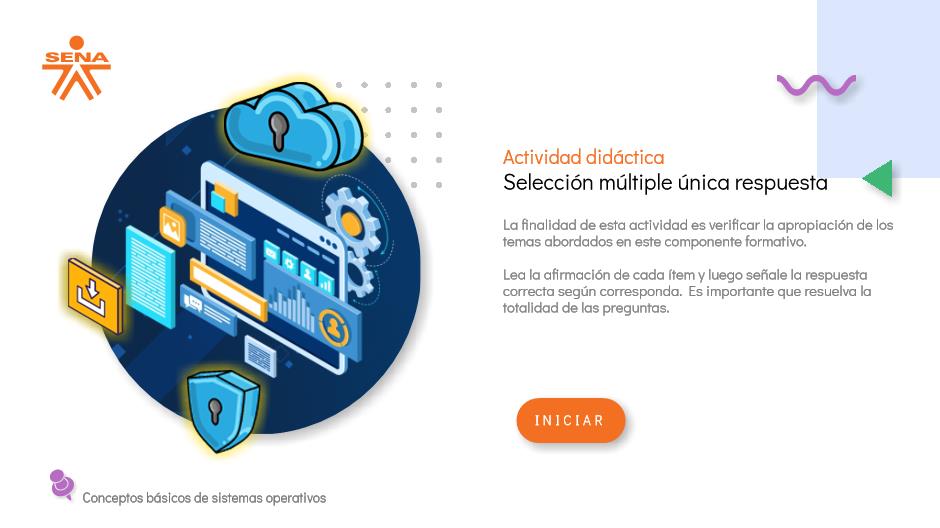 SENA
Actividad didáctica
Selección múltiple única respuesta
La finalidad de esta actividad es verificar la apropiación de los
temas abordados en este componente formativo.
Lea la afirmación de cada ítem y luego señale la respuesta
correcta según corresponda. Es importante que resuelva la
totalidad de las preguntas.
INICIAR
Conceptos básicos de sistemas operativos